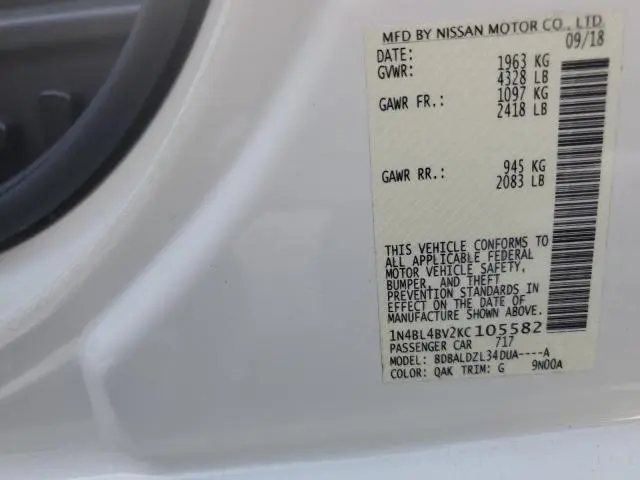 MFD BY NISSAN MOTOR CO., LTD.
DATE: 09/18
GVWR: 1963 KG
4328 LB
GAWR FR.: 1097 KG
2418 LB
GAWR RR.: 945 KG
2083 LB
THIS VEHICLE CONFORMS TO
ALL APPLICABLE FEDERAL
MOTOR VEHICLE SAFETY,
BUMPER, AND THEFT
PREVENTION STANDARDS IN
EFFECT ON THE DATE OF
MANUFACTURE SHOWN ABOVE.
1N4BL4BV2KC105582
PASSENGER CAR 717
MODEL: BDBALDZL34DUA----A
COLOR: QAK TRIM: G 9N00A